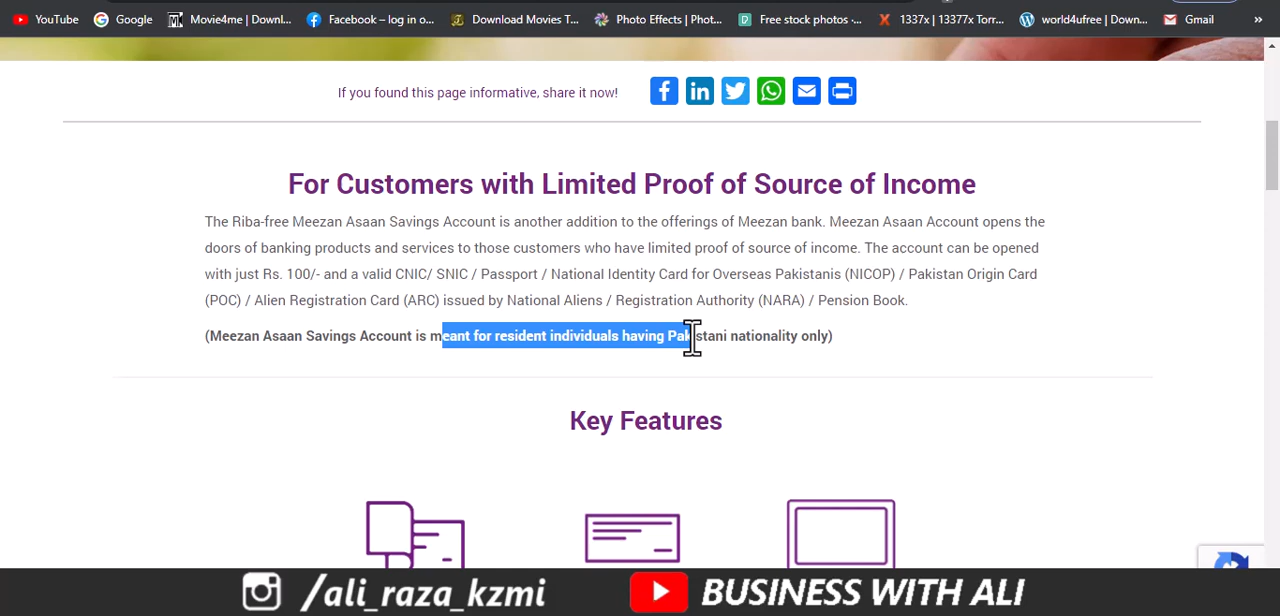 YouTube Google Movie4me | Downl... Facebook – log in o... Download Movies T... Photo Effects | Phot... Free stock photos ·... 1337x | 13377x Torr... world4ufree | Down... Gmail »
If you found this page informative, share it now!
For Customers with Limited Proof of Source of Income
The Riba-free Meezan Asaan Savings Account is another addition to the offerings of Meezan bank. Meezan Asaan Account opens the
doors of banking products and services to those customers who have limited proof of source of income. The account can be opened
with just Rs. 100/- and a valid CNIC/ SNIC / Passport / National Identity Card for Overseas Pakistanis (NICOP) / Pakistan Origin Card
(POC) / Alien Registration Card (ARC) issued by National Aliens / Registration Authority (NARA) / Pension Book.
(Meezan Asaan Savings Account is meant for resident individuals having Pakistani nationality only)
Key Features
/ali_raza_kzmi BUSINESS WITH ALI